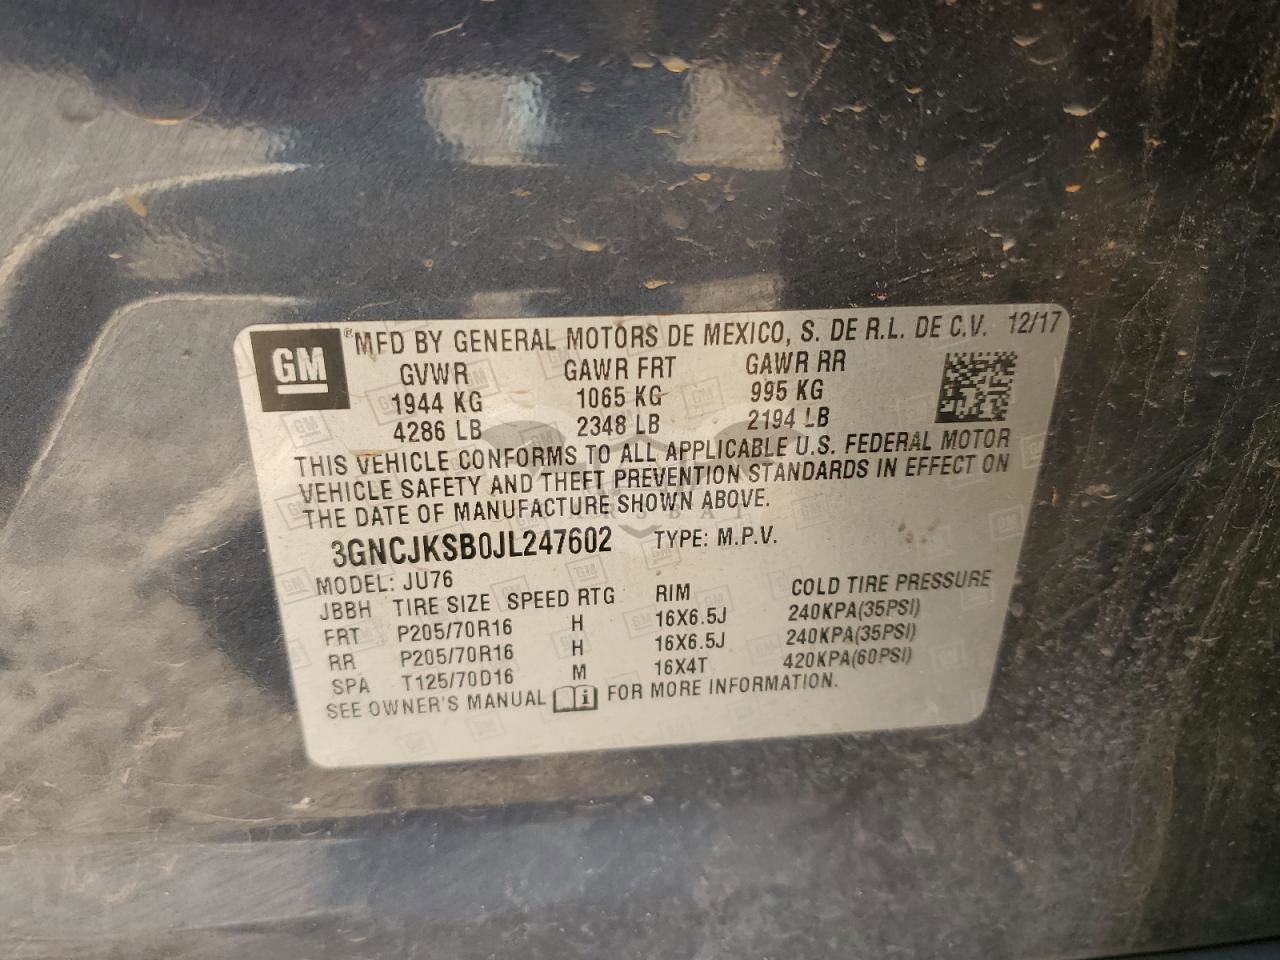 GM
® MFD BY GENERAL MOTORS DE MEXICO, S. DE R.L. DE C.V. 12/17
GVWR GAWR FRT GAWR RR
1944 KG 1065 KG 995 KG
4286 LB 2348 LB 2194 LB
THIS VEHICLE CONFORMS TO ALL APPLICABLE U.S. FEDERAL MOTOR
VEHICLE SAFETY AND THEFT PREVENTION STANDARDS IN EFFECT ON
THE DATE OF MANUFACTURE SHOWN ABOVE.
3GNCJKSB0JL247602 TYPE: M.P.V.
MODEL: JU76
JBBH TIRE SIZE SPEED RTG RIM COLD TIRE PRESSURE
FRT P205/70R16 H 16X6.5J 240KPA(35PSI)
RR P205/70R16 H 16X6.5J 240KPA(35PSI)
SPA T125/70D16 M 16X4T 420KPA(60PSI)
SEE OWNER'S MANUAL i FOR MORE INFORMATION.